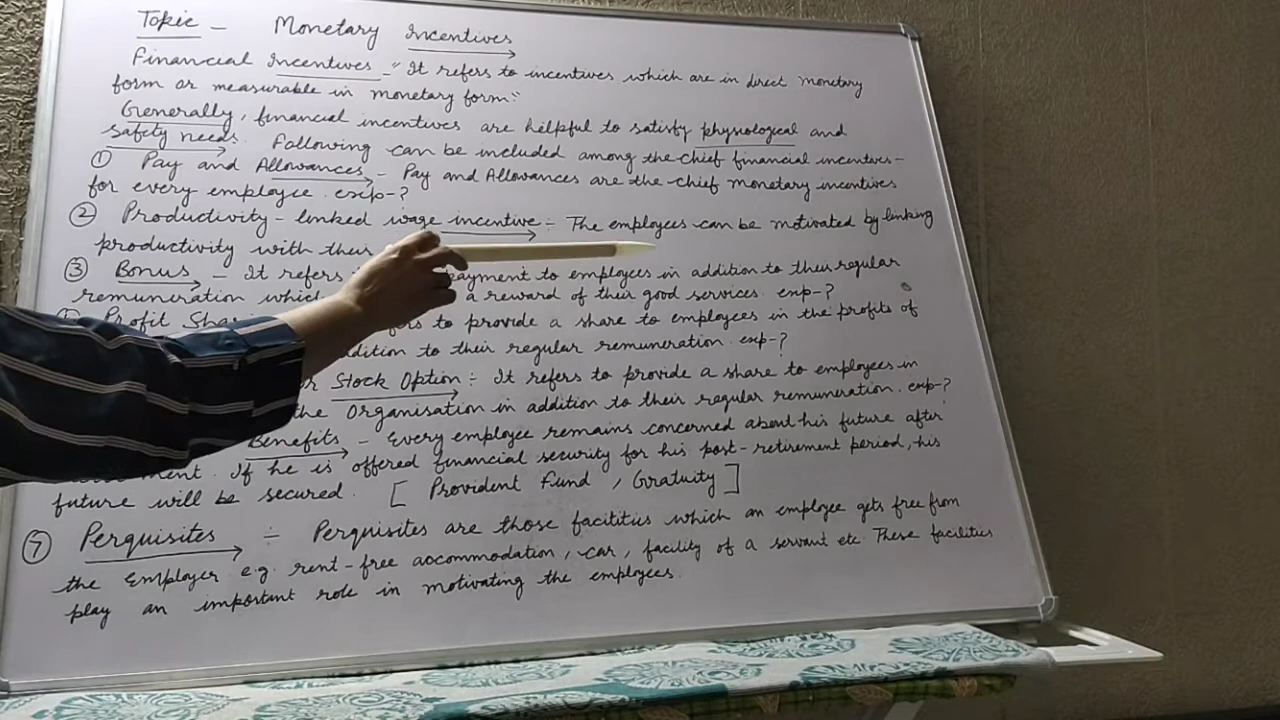 Topic - Monetary Incentives
Financial Incentives - "It refers to incentives which are in direct monetary
form or measurable in monetary form"
Generally, financial incentives are helpful to satisfy physiological and
safety needs. Following can be included among the chief financial incentives-
① Pay and Allowances - Pay and Allowances are the chief monetary incentives
for every employee. exp-?
② Productivity-linked wage incentive :- The employees can be motivated by linking
productivity with their
③ Bonus - It refers payment to employees in addition to their regular
remuneration a reward of their good services. exp-?
Profit to provide a share to employees in the profits of
addition to their regular remuneration. exp-?
Stock Option :- It refers to provide a share to employees in
the Organisation in addition to their regular remuneration. exp-?
Benefits - Every employee remains concerned about his future after
If he is offered financial security for his post-retirement period, his
future will be secured. [Provident Fund, Gratuity]
⑦ Perquisites :- Perquisites are those facilities which an employee gets free from
the Employer e.g. rent-free accommodation, car, facility of a servant etc These facilities
play an important role in motivating the employees.